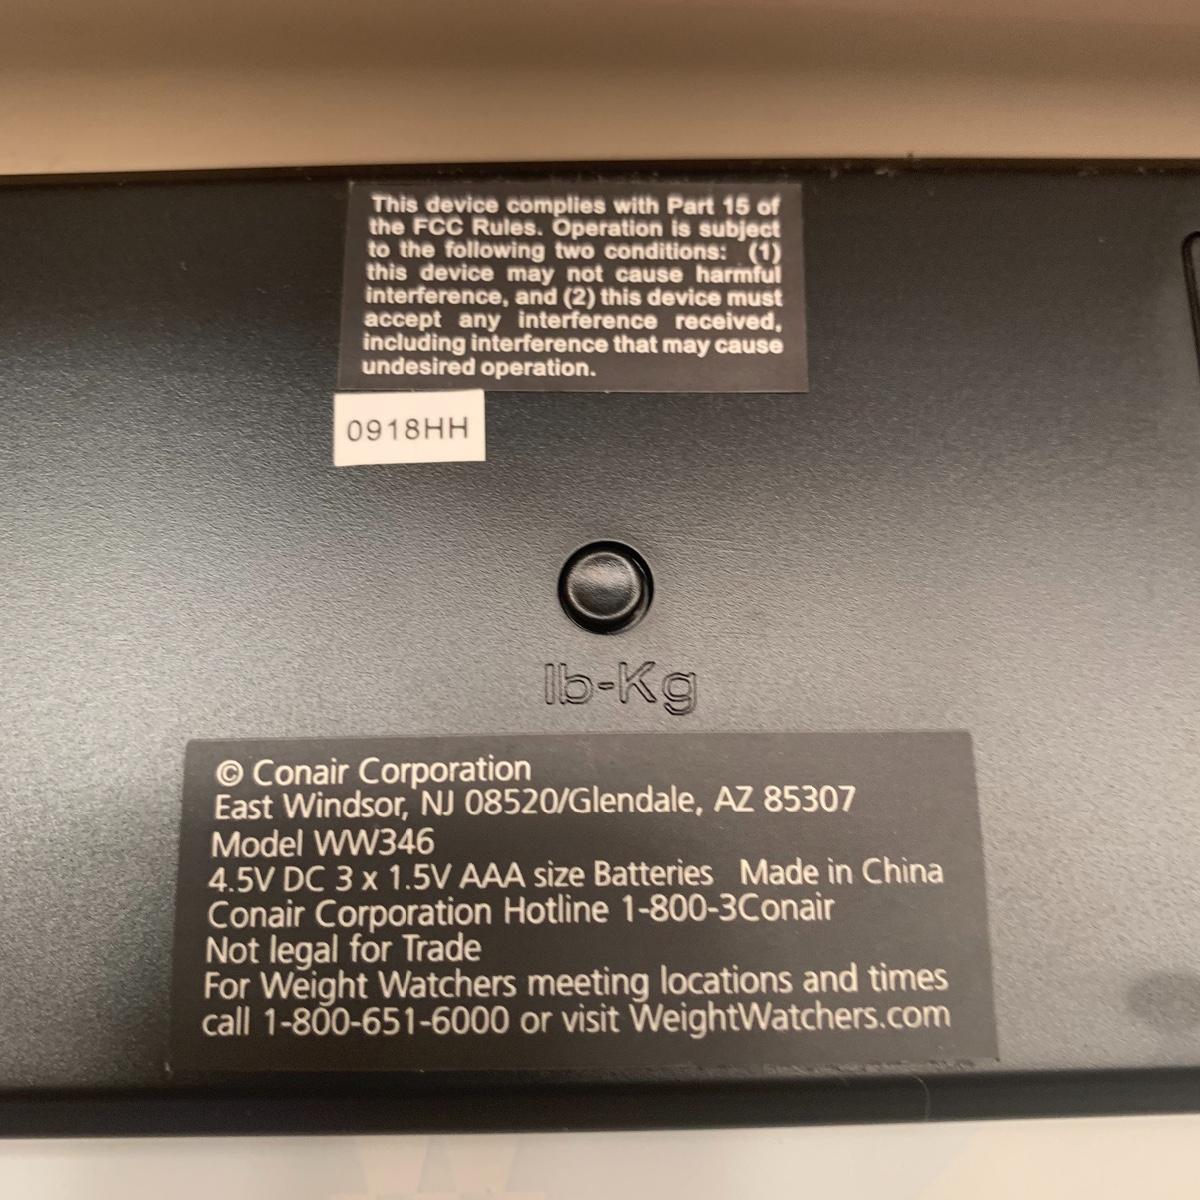 This device complies with Part 15 of
the FCC Rules. Operation is subject
to the following two conditions: (1)
this device may not cause harmful
interference, and (2) this device must
accept any interference received,
including interference that may cause
undesired operation.
0918HH
lb-Kg
© Conair Corporation
East Windsor, NJ 08520/Glendale, AZ 85307
Model WW346
4.5V DC 3 x 1.5V AAA size Batteries Made in China
Conair Corporation Hotline 1-800-3Conair
Not legal for Trade
For Weight Watchers meeting locations and times
call 1-800-651-6000 or visit WeightWatchers.com